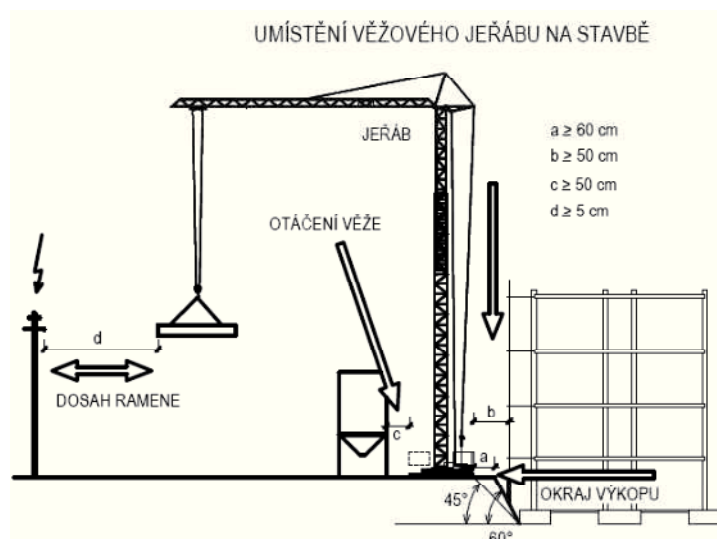 UMÍSTĚNÍ VĚŽOVÉHO JEŘÁBU NA STAVBĚ
JEŘÁB
a ≥ 60 cm
b ≥ 50 cm
c ≥ 50 cm
d ≥ 5 cm
OTÁČENÍ VĚŽE
d
DOSAH RAMENE
b
c
a
45°
OKRAJ VÝKOPU
60°